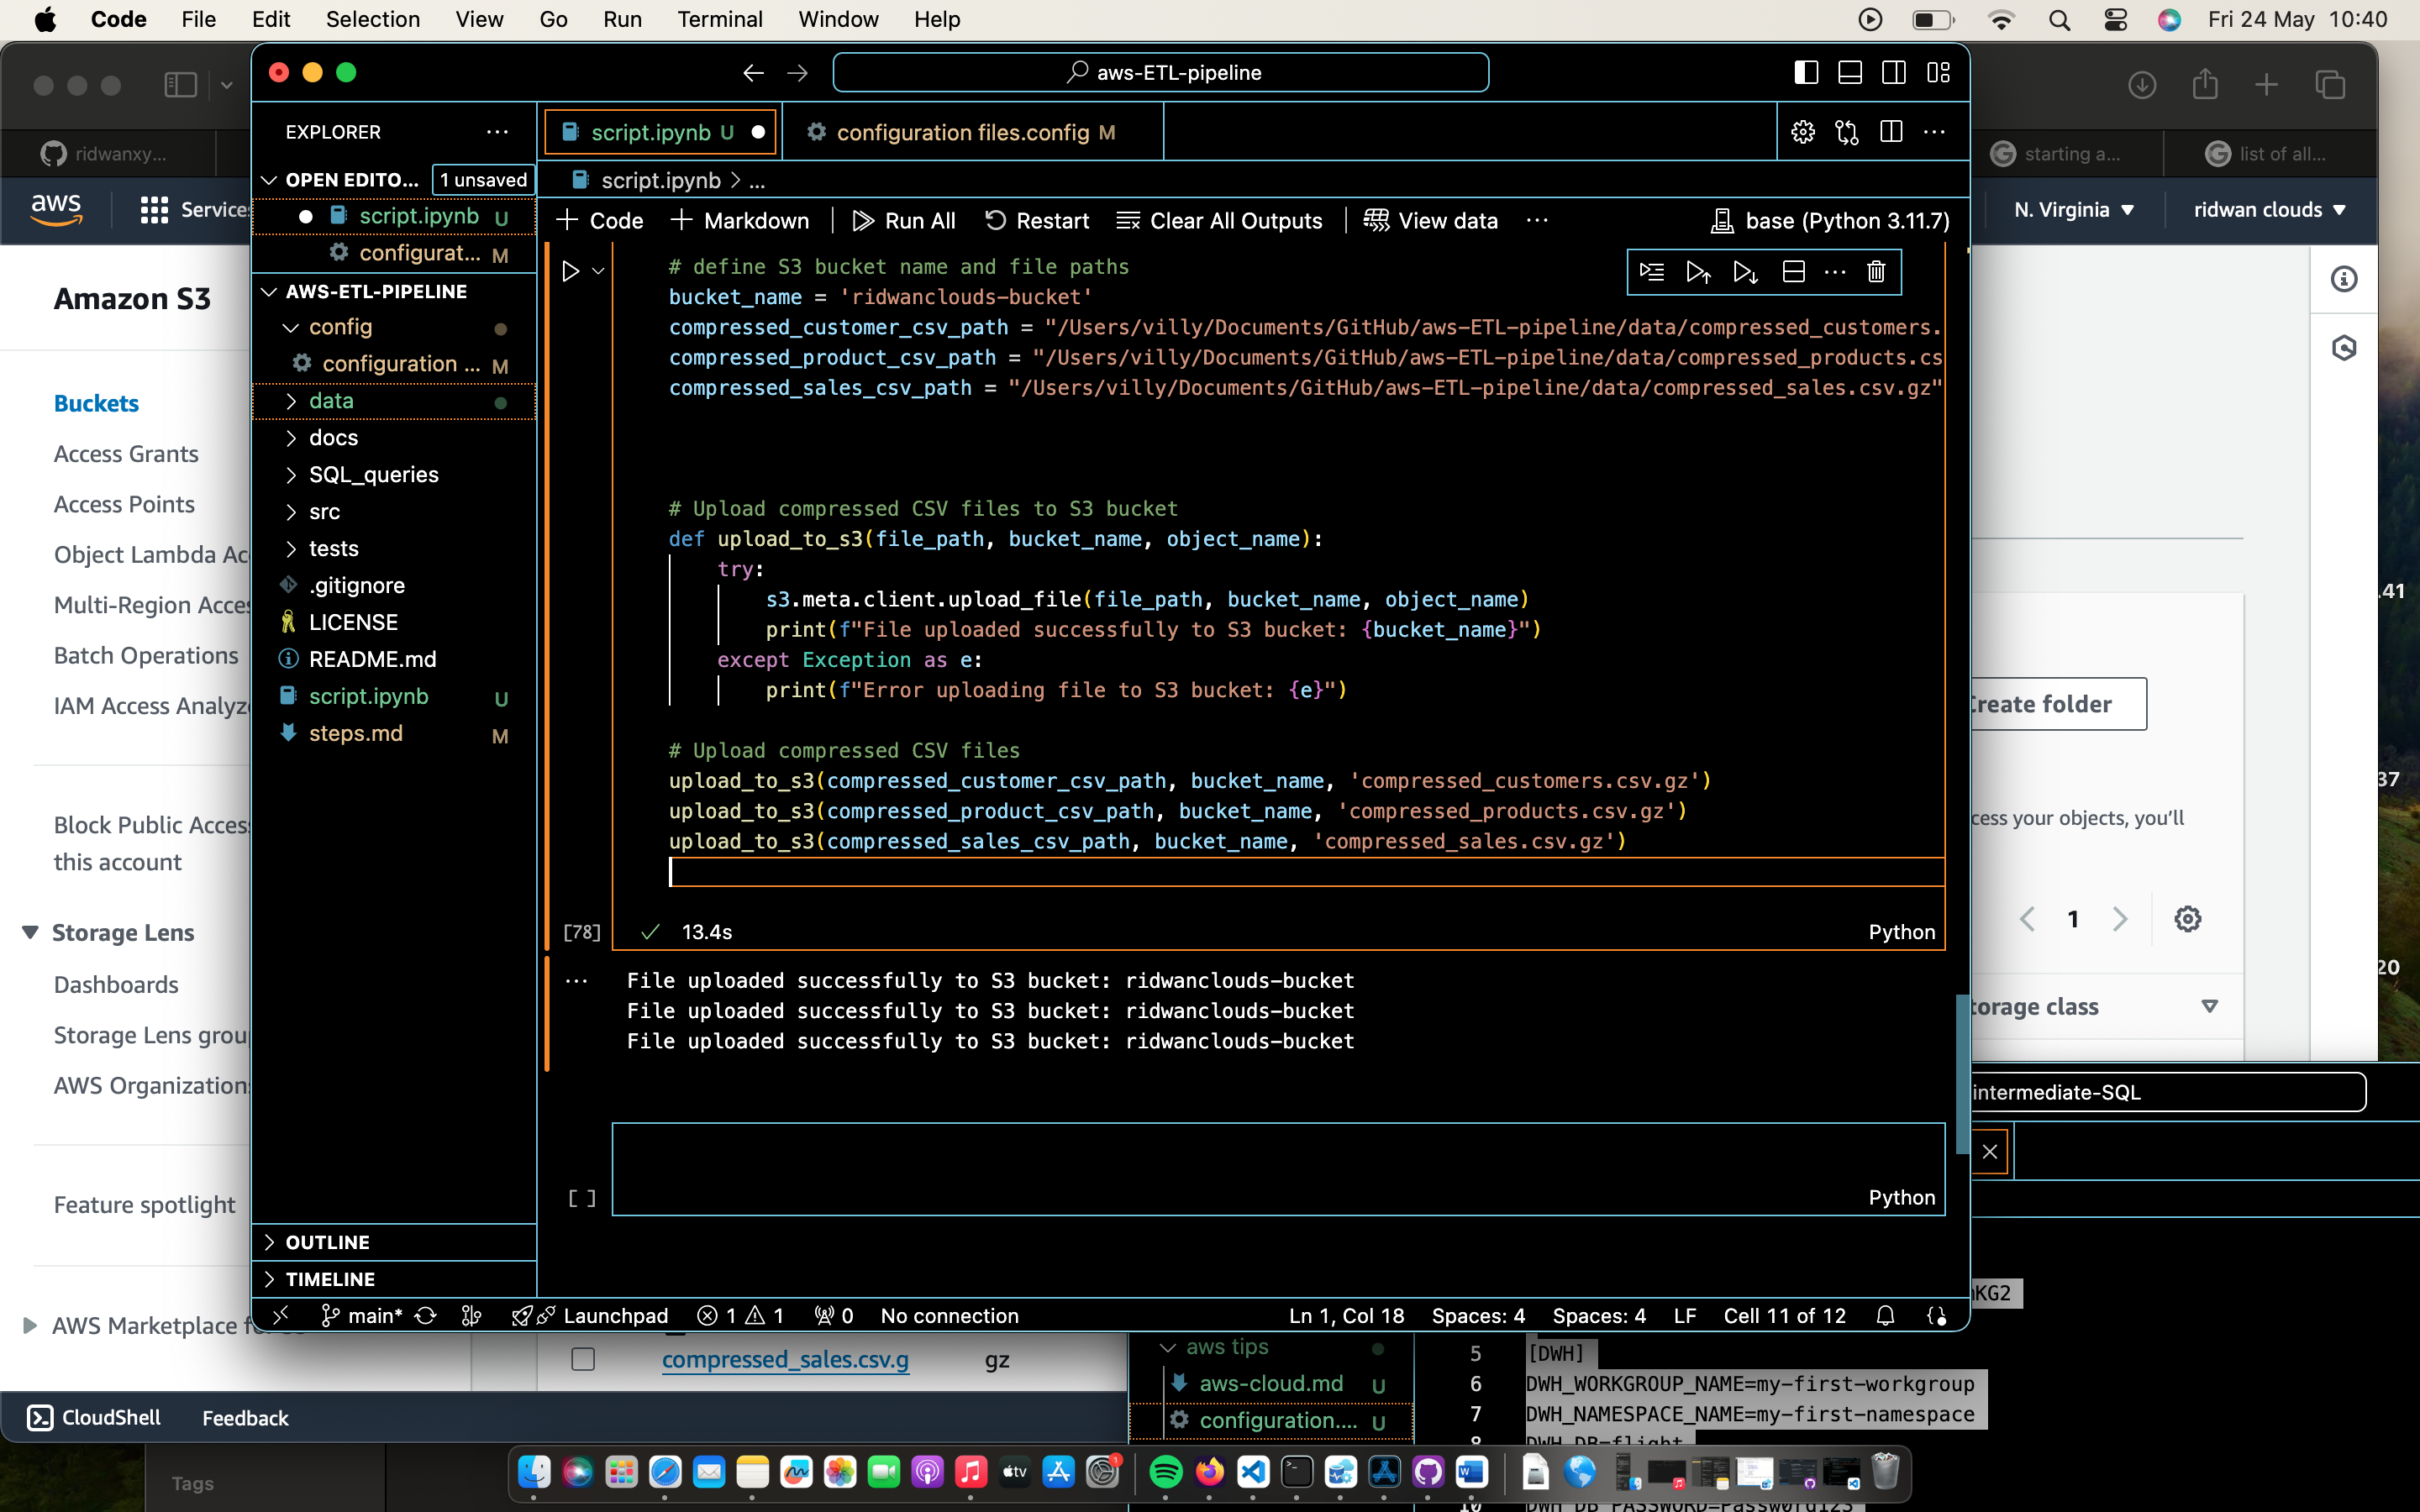 Code File Edit Selection View Go Run Terminal Window Help
Fri 24 May 10:40
aws-ETL-pipeline
ridwanxy...
starting a...
list of all...
aws
Services
N. Virginia
ridwan clouds
Amazon S3
Buckets
Access Grants
Access Points
Object Lambda Ac
Multi-Region Acces
Batch Operations
IAM Access Analyz
Block Public Access
this account
Storage Lens
Dashboards
Storage Lens grou
AWS Organizations
Feature spotlight
AWS Marketplace f
CloudShell Feedback
Tags
EXPLORER
OPEN EDITO... 1 unsaved
script.ipynb U
configurat... M
AWS-ETL-PIPELINE
config
configuration ... M
data
docs
SQL_queries
src
tests
.gitignore
LICENSE
README.md
script.ipynb U
steps.md M
OUTLINE
TIMELINE
script.ipynb U
configuration files.config M
script.ipynb > ...
+ Code + Markdown Run All Restart Clear All Outputs View data ...
base (Python 3.11.7)
# define S3 bucket name and file paths
bucket_name = 'ridwanclouds-bucket'
compressed_customer_csv_path = "/Users/villy/Documents/GitHub/aws-ETL-pipeline/data/compressed_customers.
compressed_product_csv_path = "/Users/villy/Documents/GitHub/aws-ETL-pipeline/data/compressed_products.cs
compressed_sales_csv_path = "/Users/villy/Documents/GitHub/aws-ETL-pipeline/data/compressed_sales.csv.gz"
# Upload compressed CSV files to S3 bucket
def upload_to_s3(file_path, bucket_name, object_name):
try:
s3.meta.client.upload_file(file_path, bucket_name, object_name)
print(f"File uploaded successfully to S3 bucket: {bucket_name}")
except Exception as e:
print(f"Error uploading file to S3 bucket: {e}")
# Upload compressed CSV files
upload_to_s3(compressed_customer_csv_path, bucket_name, 'compressed_customers.csv.gz')
upload_to_s3(compressed_product_csv_path, bucket_name, 'compressed_products.csv.gz')
upload_to_s3(compressed_sales_csv_path, bucket_name, 'compressed_sales.csv.gz')
[78] 13.4s Python
File uploaded successfully to S3 bucket: ridwanclouds-bucket
File uploaded successfully to S3 bucket: ridwanclouds-bucket
File uploaded successfully to S3 bucket: ridwanclouds-bucket
[ ] Python
main* Launchpad 1 1 0 No connection
Ln 1, Col 18 Spaces: 4 Spaces: 4 LF Cell 11 of 12
Create folder
cess your objects, you'll
1
torage class
.41
37
20
intermediate-SQL
KG2
compressed_sales.csv.g gz
aws tips
aws-cloud.md U
configuration.... U
5 [DWH]
6 DWH_WORKGROUP_NAME=my-first-workgroup
7 DWH_NAMESPACE_NAME=my-first-namespace
8 DWH_DB=flight
10 DWH_DB_PASSWORD=Password123
tv
1